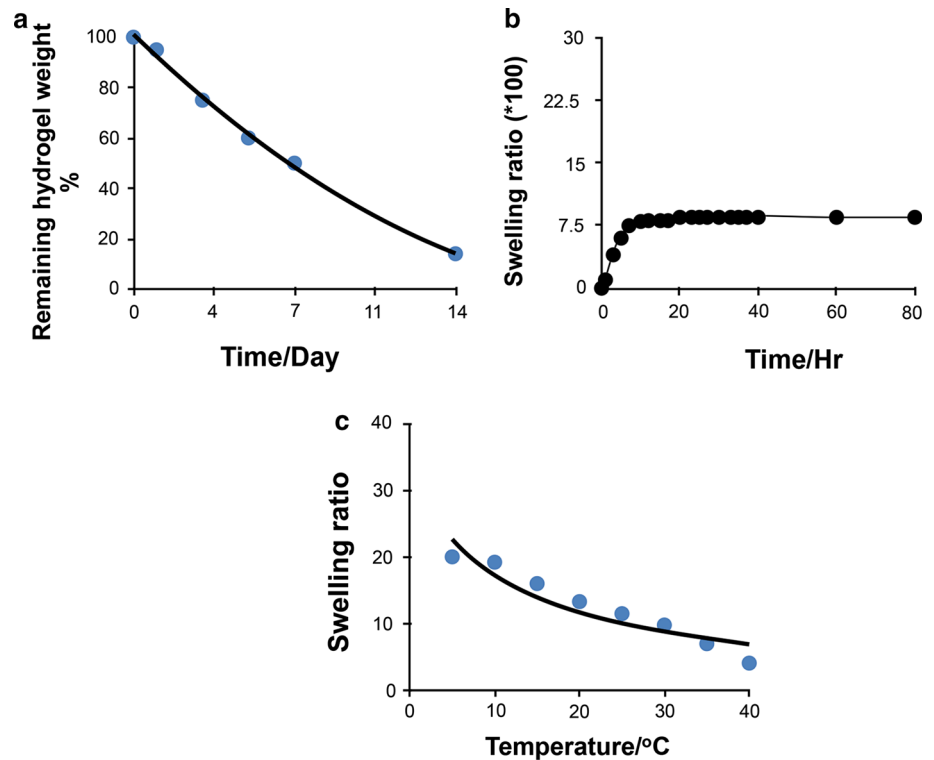 a
Remaining hydrogel weight
%
100
80
60
40
20
0
0 4 7 11 14
Time/Day
b
Swelling ratio (*100)
30
22.5
15
7.5
0
0 20 40 60 80
Time/Hr
c
Swelling ratio
40
30
20
10
0
0 10 20 30 40
Temperature/ºC